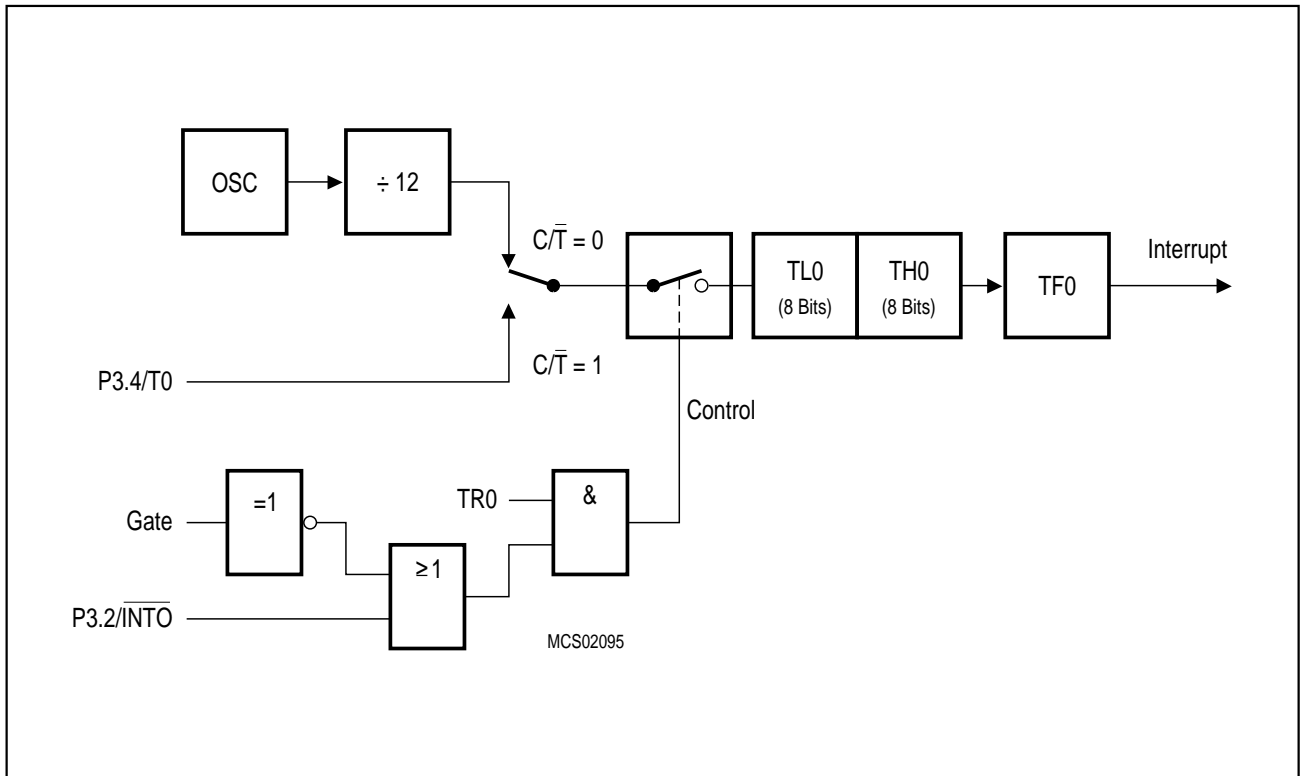 OSC
÷ 12
C/T̅ = 0
TL0
(8 Bits)
TH0
(8 Bits)
TF0
Interrupt
C/T̅ = 1
P3.4/T0
Control
=1
TR0
&
Gate
≥1
P3.2/I̅N̅T̅O̅
MCS02095